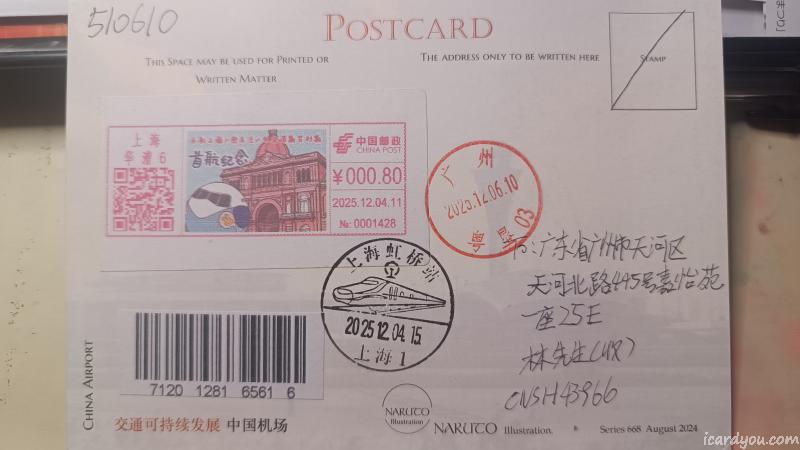 510610
POSTCARD
THIS SPACE MAY BE USED FOR PRINTED OR
WRITTEN MATTER
THE ADDRESS ONLY TO BE WRITTEN HERE
STAMP
上海
华漕6
首航纪念
中国邮政
CHINA POST
¥000.80
2025.12.04.11
№: 0001428
广州
2025.12.06.10
粤
03
上海虹桥站
2025.12.04.15
上海1
广东省广州市天河区
天河北路445号嘉怡苑
一座25E
林先生(收)
CNSH43966
7120 1281 6561 6
CHINA AIRPORT
交通可持续发展 中国机场
NARUTO
Illustration
NARUTO Illustration.
Series 668 August 2024
icardyou.com